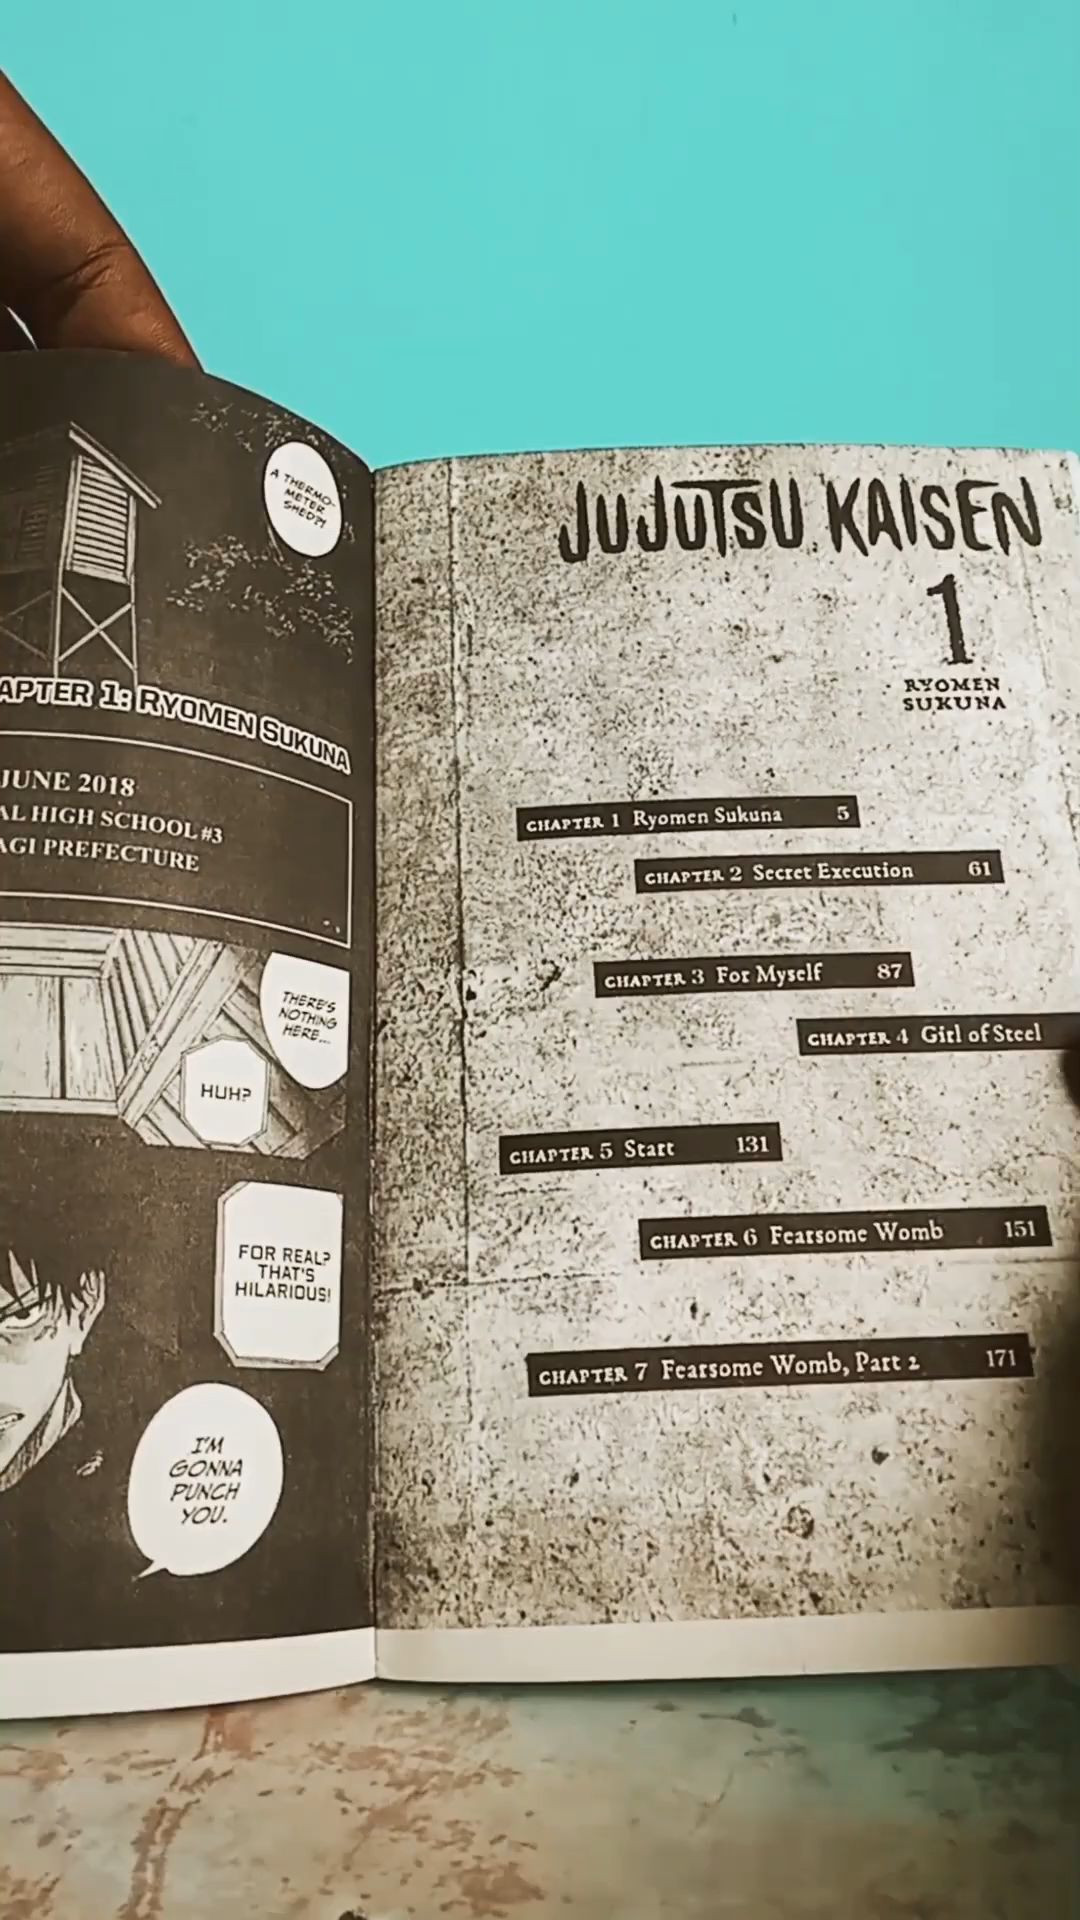 A THERMO-
METER
SHED?!
APTER 1: RYOMEN SUKUNA
JUNE 2018
AL HIGH SCHOOL #3
AGI PREFECTURE
THERE'S
NOTHING
HERE...
HUH?
FOR REAL?
THAT'S
HILARIOUS!
I'M
GONNA
PUNCH
YOU.
JUJUTSU KAISEN
1
RYOMEN
SUKUNA
CHAPTER 1 Ryomen Sukuna 5
CHAPTER 2 Secret Execution 61
CHAPTER 3 For Myself 87
CHAPTER 4 Girl of Steel
CHAPTER 5 Start 131
CHAPTER 6 Fearsome Womb 151
CHAPTER 7 Fearsome Womb, Part 2 171